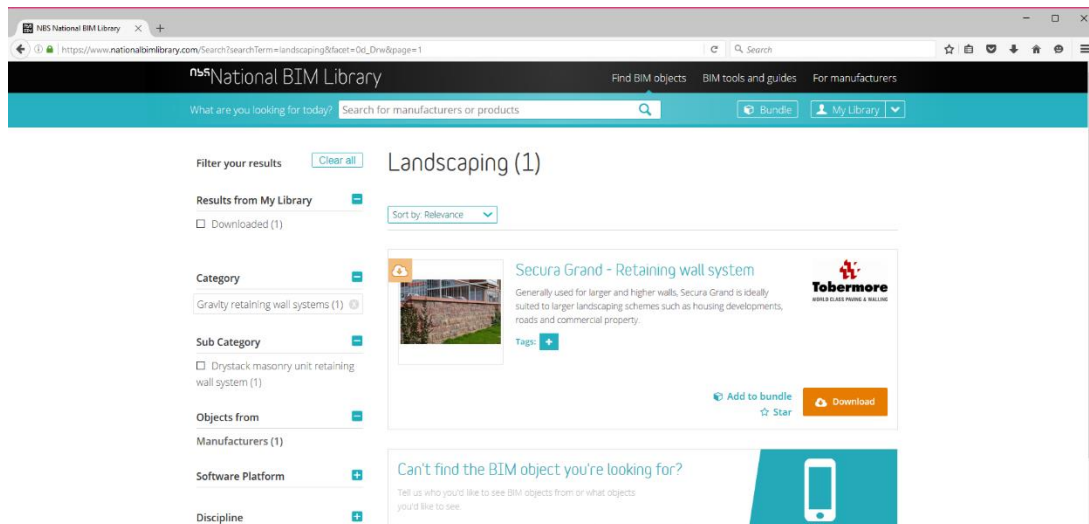 NBS National BIM Library
https://www.nationalbimlibrary.com/Search?searchTerm=landscaping&facet=0d_Drw&page=1
Search
nbs National BIM Library
Find BIM objects BIM tools and guides For manufacturers
What are you looking for today? Search for manufacturers or products Bundle My Library
Filter your results Clear all
Landscaping (1)
Results from My Library
Downloaded (1)
Sort by: Relevance
Category
Gravity retaining wall systems (1)
Sub Category
Drystack masonry unit retaining
wall system (1)
Objects from
Manufacturers (1)
Software Platform
Discipline
Secura Grand - Retaining wall system
Generally used for larger and higher walls, Secura Grand is ideally
suited to larger landscaping schemes such as housing developments,
roads and commercial property.
Tags: +
Tobermore
WORLD CLASS PAVING & WALLING
Add to bundle
Star
Download
Can't find the BIM object you're looking for?
Tell us who you'd like to see BIM objects from or what objects
you'd like to see.